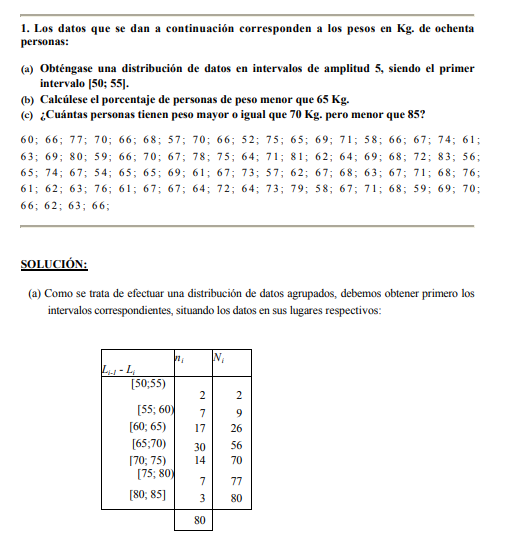 1. Los datos que se dan a continuación corresponden a los pesos en Kg. de ochenta
personas:
(a) Obténgase una distribución de datos en intervalos de amplitud 5, siendo el primer
intervalo [50; 55].
(b) Calcúlese el porcentaje de personas de peso menor que 65 Kg.
(c) ¿Cuántas personas tienen peso mayor o igual que 70 Kg. pero menor que 85?
60; 66; 77; 70; 66; 68; 57; 70; 66; 52; 75; 65; 69; 71; 58; 66; 67; 74; 61;
63; 69; 80; 59; 66; 70; 67; 78; 75; 64; 71; 81; 62; 64; 69; 68; 72; 83; 56;
65; 74; 67; 54; 65; 65; 69; 61; 67; 73; 57; 62; 67; 68; 63; 67; 71; 68; 76;
61; 62; 63; 76; 61; 67; 67; 64; 72; 64; 73; 79; 58; 67; 71; 68; 59; 69; 70;
66; 62; 63; 66;
SOLUCIÓN:
(a) Como se trata de efectuar una distribución de datos agrupados, debemos obtener primero los
intervalos correspondientes, situando los datos en sus lugares respectivos:
Li-1 - Li ni Ni
[50;55) 2 2
[55; 60) 7 9
[60; 65) 17 26
[65;70) 30 56
[70; 75) 14 70
[75; 80) 7 77
[80; 85] 3 80
80